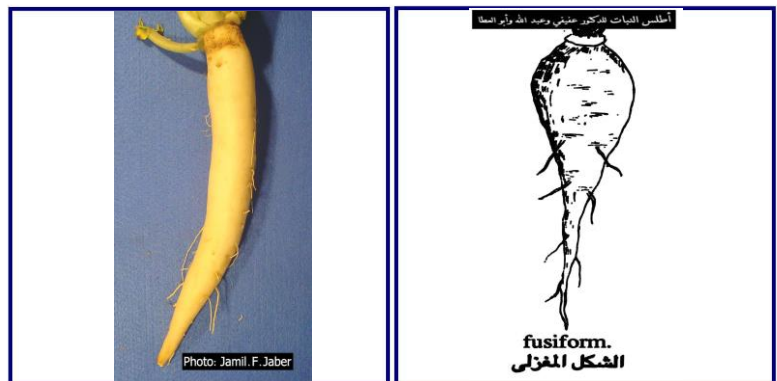 Photo: Jamil.F.Jaber
أطلس النبات للدكتور عفيفي وعبد الله وأبو العطا
fusiform.
الشكل المغزلى